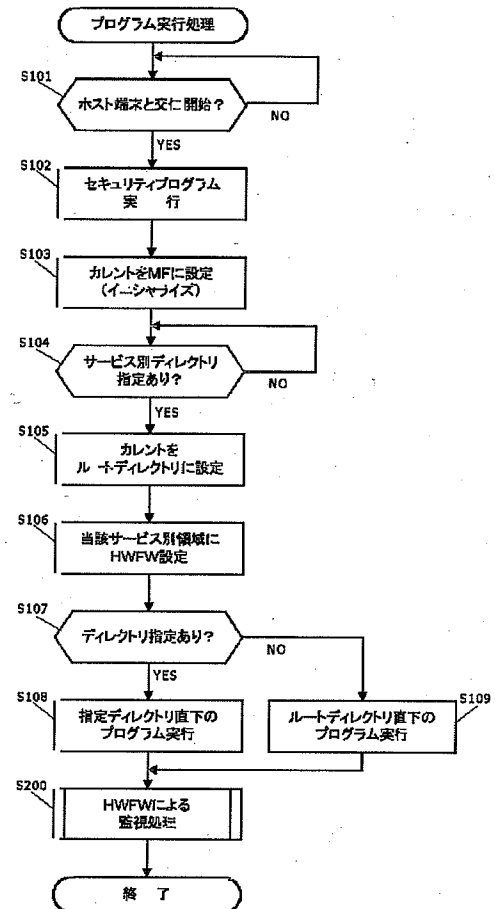 プログラム実行処理
S101
ホスト端末と交信開始？
NO
YES
S102
セキュリティプログラム
実 行
S103
カレントをMFに設定
(イニシャライズ)
S104
サービス別ディレクトリ
指定あり？
NO
YES
S105
カレントを
ルートディレクトリに設定
S106
当該サービス別領域に
HWFW設定
S107
ディレクトリ指定あり？
NO
YES
S108
指定ディレクトリ直下の
プログラム実行
S109
ルートディレクトリ直下の
プログラム実行
S200
HWFWによる
監視処理
終 了